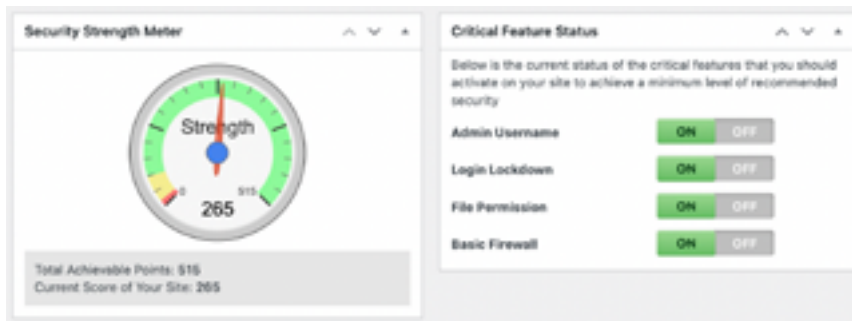 Security Strength Meter
Strength
0
515
265
Total Achievable Points: 515
Current Score of Your Site: 265
Critical Feature Status
Below is the current status of the critical features that you should
activate on your site to achieve a minimum level of recommended
security
Admin Username ON OFF
Login Lockdown ON OFF
File Permission ON OFF
Basic Firewall ON OFF